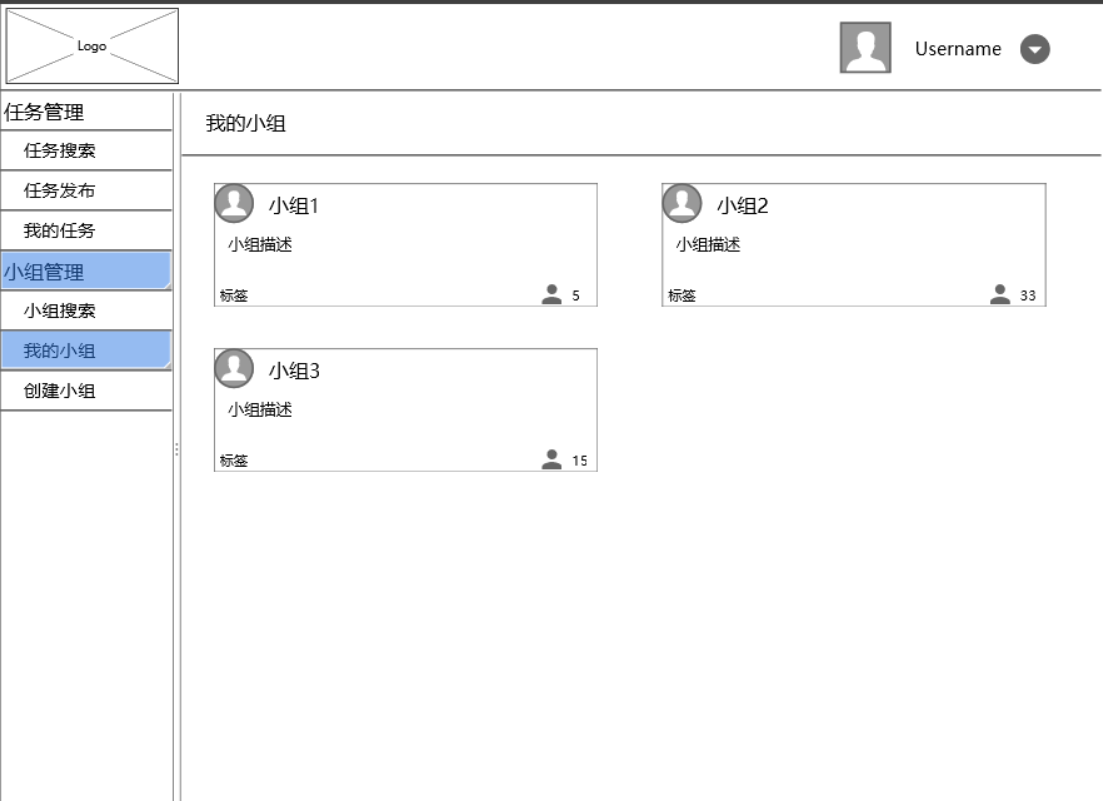 Logo
Username
任务管理
任务搜索
任务发布
我的任务
小组管理
小组搜索
我的小组
创建小组
我的小组
小组1
小组描述
标签
5
小组2
小组描述
标签
33
小组3
小组描述
标签
15